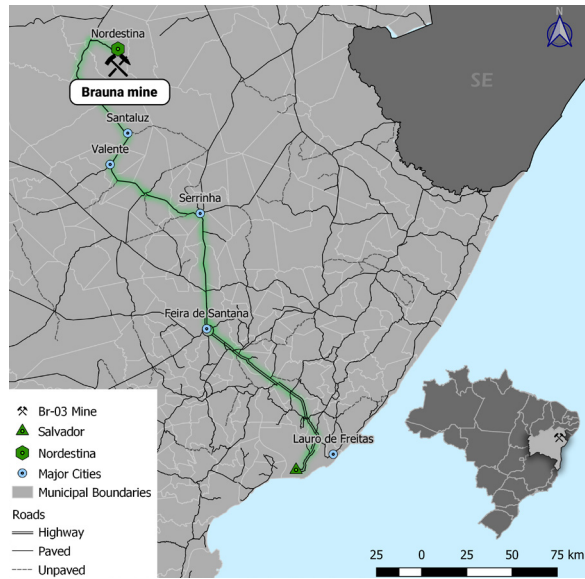 N
Nordestina
SE
Brauna mine
Santaluz
Valente
Serrinha
Feira de Santana
Lauro de Freitas
Br-03 Mine
Salvador
Nordestina
Major Cities
Municipal Boundaries
Roads
Highway
Paved
Unpaved
25 0 25 50 75 km